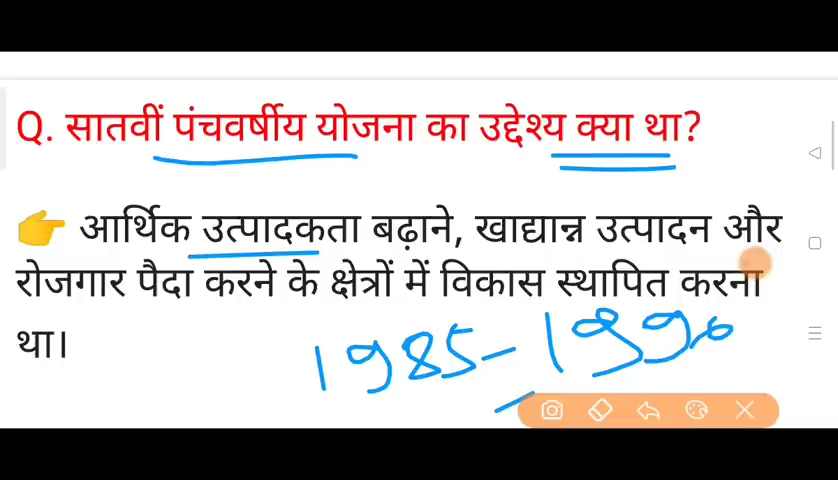 Q. सातवीं पंचवर्षीय योजना का उद्देश्य क्या था?
👉 आर्थिक उत्पादकता बढ़ाने, खाद्यान्न उत्पादन और
रोजगार पैदा करने के क्षेत्रों में विकास स्थापित करना
था।
1985-1990